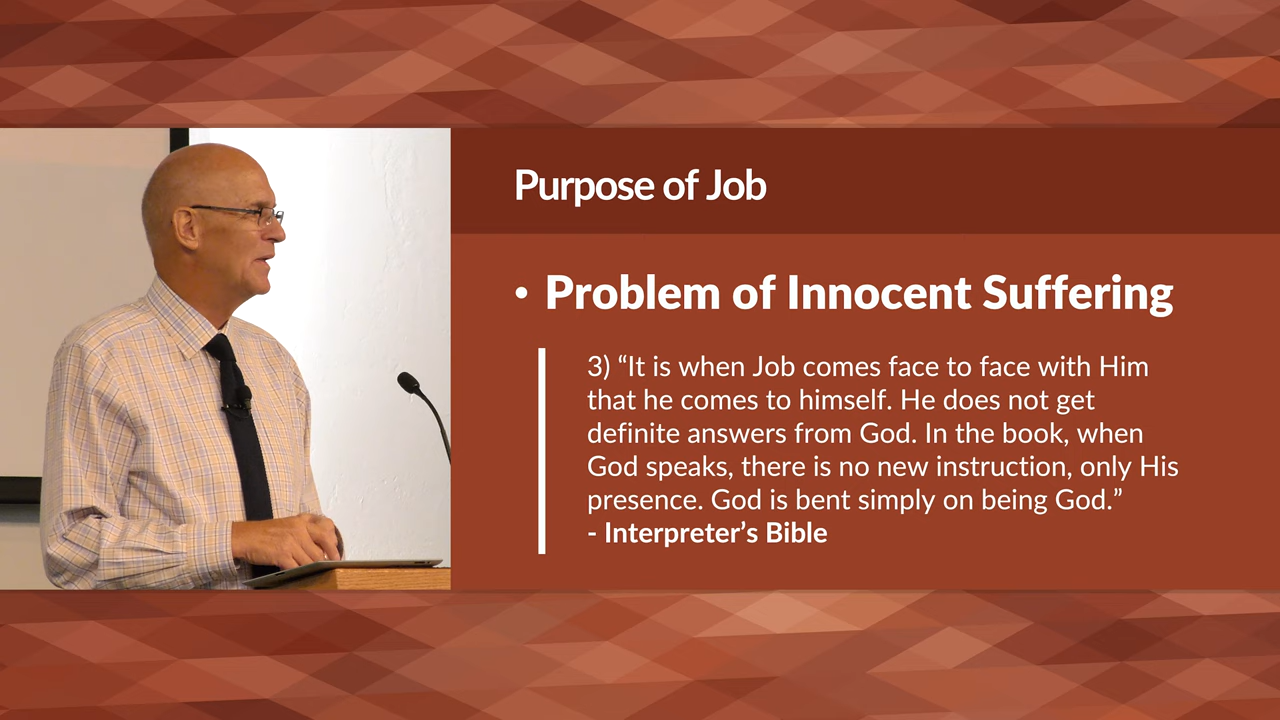 Purpose of Job
• Problem of Innocent Suffering
3) “It is when Job comes face to face with Him
that he comes to himself. He does not get
definite answers from God. In the book, when
God speaks, there is no new instruction, only His
presence. God is bent simply on being God.”
- Interpreter’s Bible